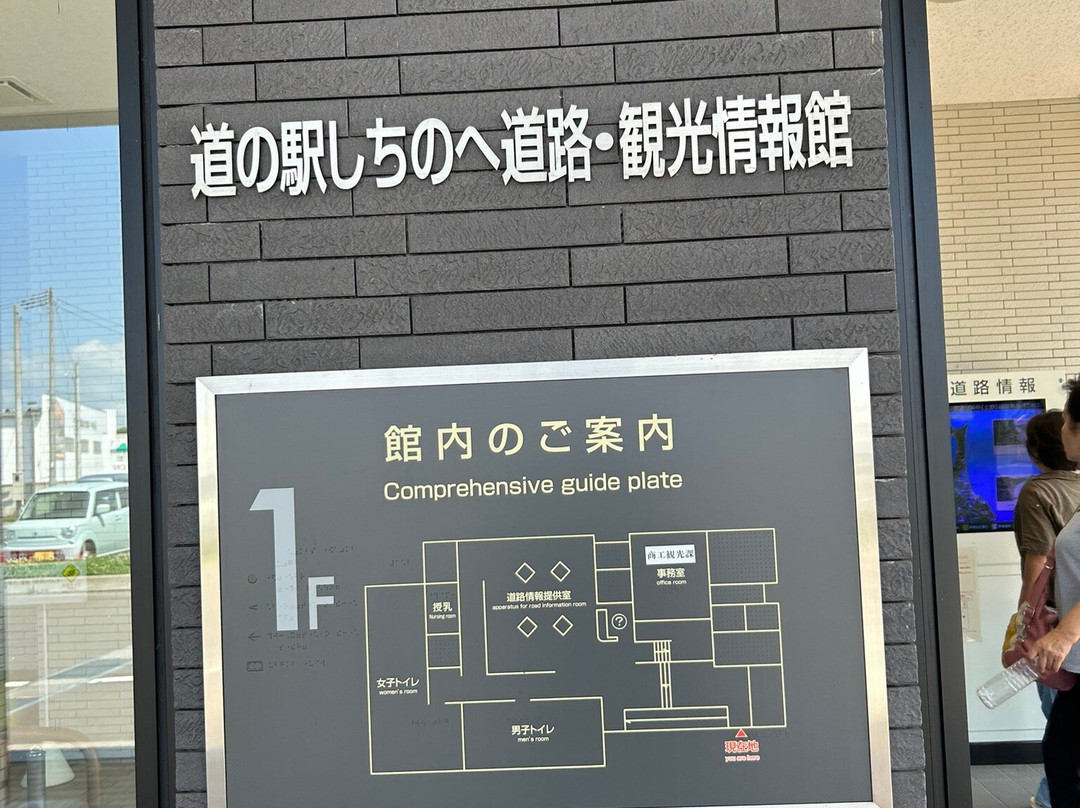 道の駅しちのへ道路・観光情報館
道路情報
館内のご案内
Comprehensive guide plate
1F
商工観光課
事務室
office room
道路情報提供室
apparatus for road information room
授乳
Nursing room
?
女子トイレ
women's room
男子トイレ
men's room
現在地
you are here